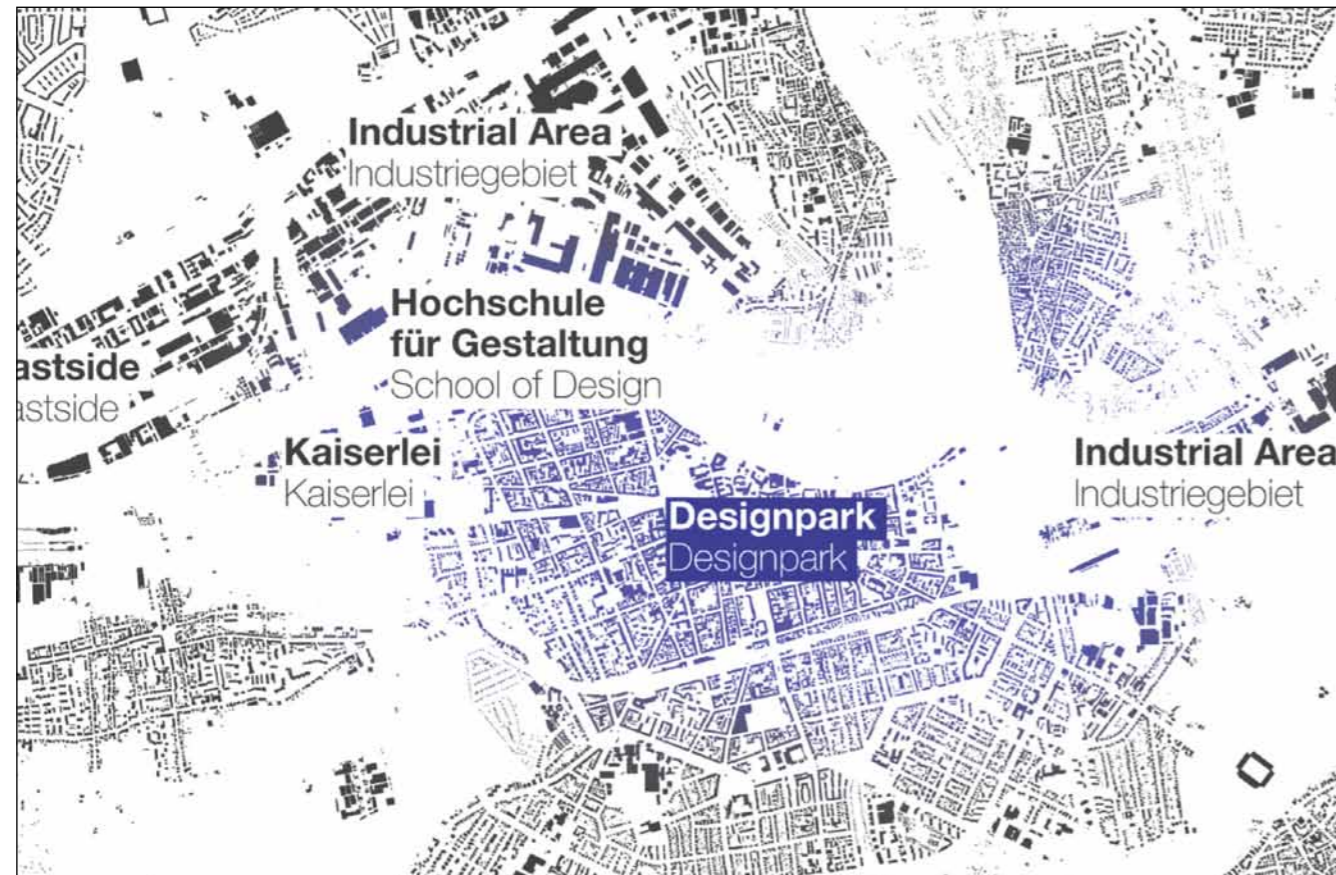 Industrial Area
Industriegebiet
Hochschule
für Gestaltung
School of Design
astside
astside
Kaiserlei
Kaiserlei
Industrial Area
Industriegebiet
Designpark
Designpark